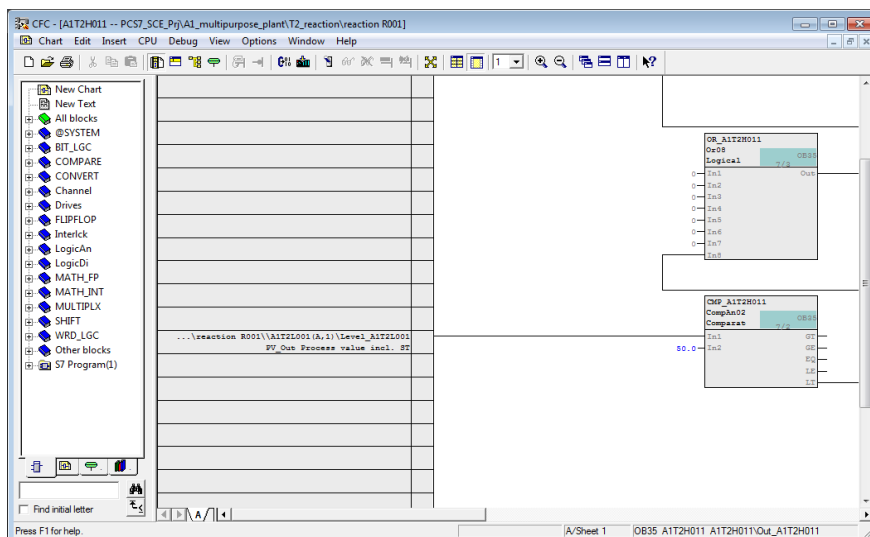 CFC - [A1T2H011 -- PCS7_SCE_Prj\A1_multipurpose_plant\T2_reaction\reaction R001]
Chart Edit Insert CPU Debug View Options Window Help
1
New Chart
New Text
All blocks
@SYSTEM
BIT_LGC
COMPARE
CONVERT
Channel
Drives
FLIPFLOP
Interlck
LogicAn
LogicDi
MATH_FP
MATH_INT
MULTIPLX
SHIFT
WRD_LGC
Other blocks
S7 Program(1)
Find initial letter
...\reaction R001\\A1T2L001(A,1)\Level_A1T2L001
PV_Out Process value incl. ST
OR_A1T2H011
Or08
OB35
Logical
7/3
0 In1 Out
0 In2
0 In3
0 In4
0 In5
0 In6
0 In7
In8
CMP_A1T2H011
CompAn02
OB35
Comparat
7/2
In1 GT
50.0 In2 GE
EQ
LE
LT
A
Press F1 for help.
A/Sheet 1
OB35 A1T2H011 A1T2H011\Out_A1T2H011